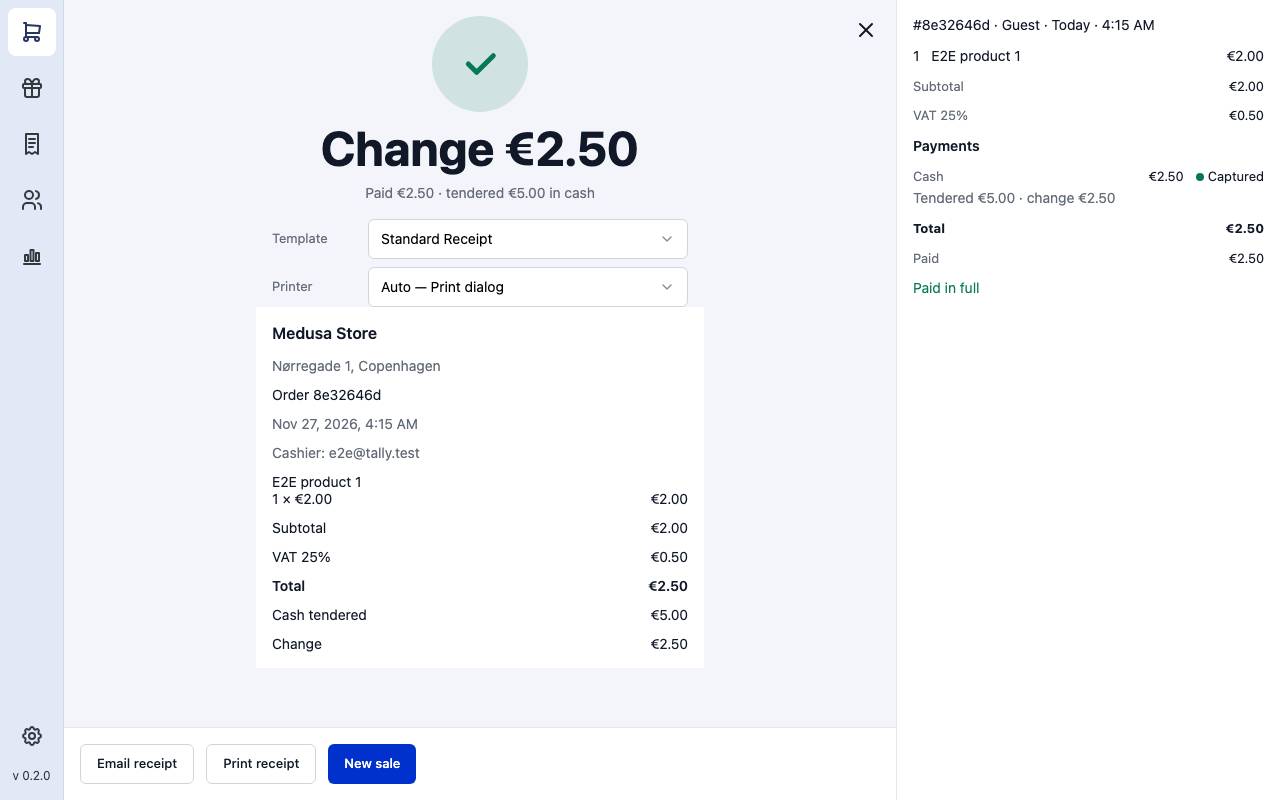 Change €2.50
Paid €2.50 · tendered €5.00 in cash
Template
Standard Receipt
Printer
Auto — Print dialog
Medusa Store
Nørregade 1, Copenhagen
Order 8e32646d
Nov 27, 2026, 4:15 AM
Cashier: e2e@tally.test
E2E product 1
1 × €2.00 €2.00
Subtotal €2.00
VAT 25% €0.50
Total €2.50
Cash tendered €5.00
Change €2.50
Email receipt
Print receipt
New sale
v 0.2.0
#8e32646d · Guest · Today · 4:15 AM
1 E2E product 1 €2.00
Subtotal €2.00
VAT 25% €0.50
Payments
Cash €2.50 Captured
Tendered €5.00 · change €2.50
Total €2.50
Paid €2.50
Paid in full